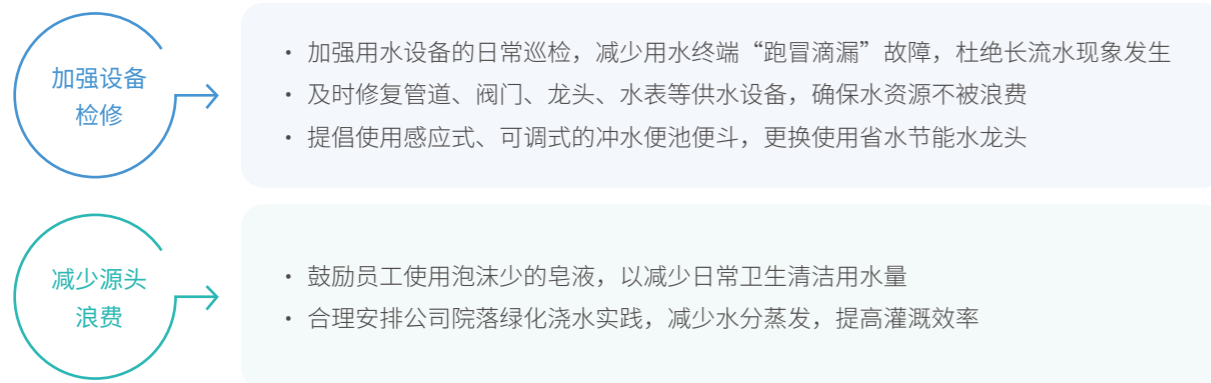 加强设备
检修
· 加强用水设备的日常巡检，减少用水终端“跑冒滴漏”故障，杜绝长流水现象发生
· 及时修复管道、阀门、龙头、水表等供水设备，确保水资源不被浪费
· 提倡使用感应式、可调式的冲水便池便斗，更换使用省水节能水龙头
减少源头
浪费
· 鼓励员工使用泡沫少的皂液，以减少日常卫生清洁用水量
· 合理安排公司院落绿化浇水实践，减少水分蒸发，提高灌溉效率